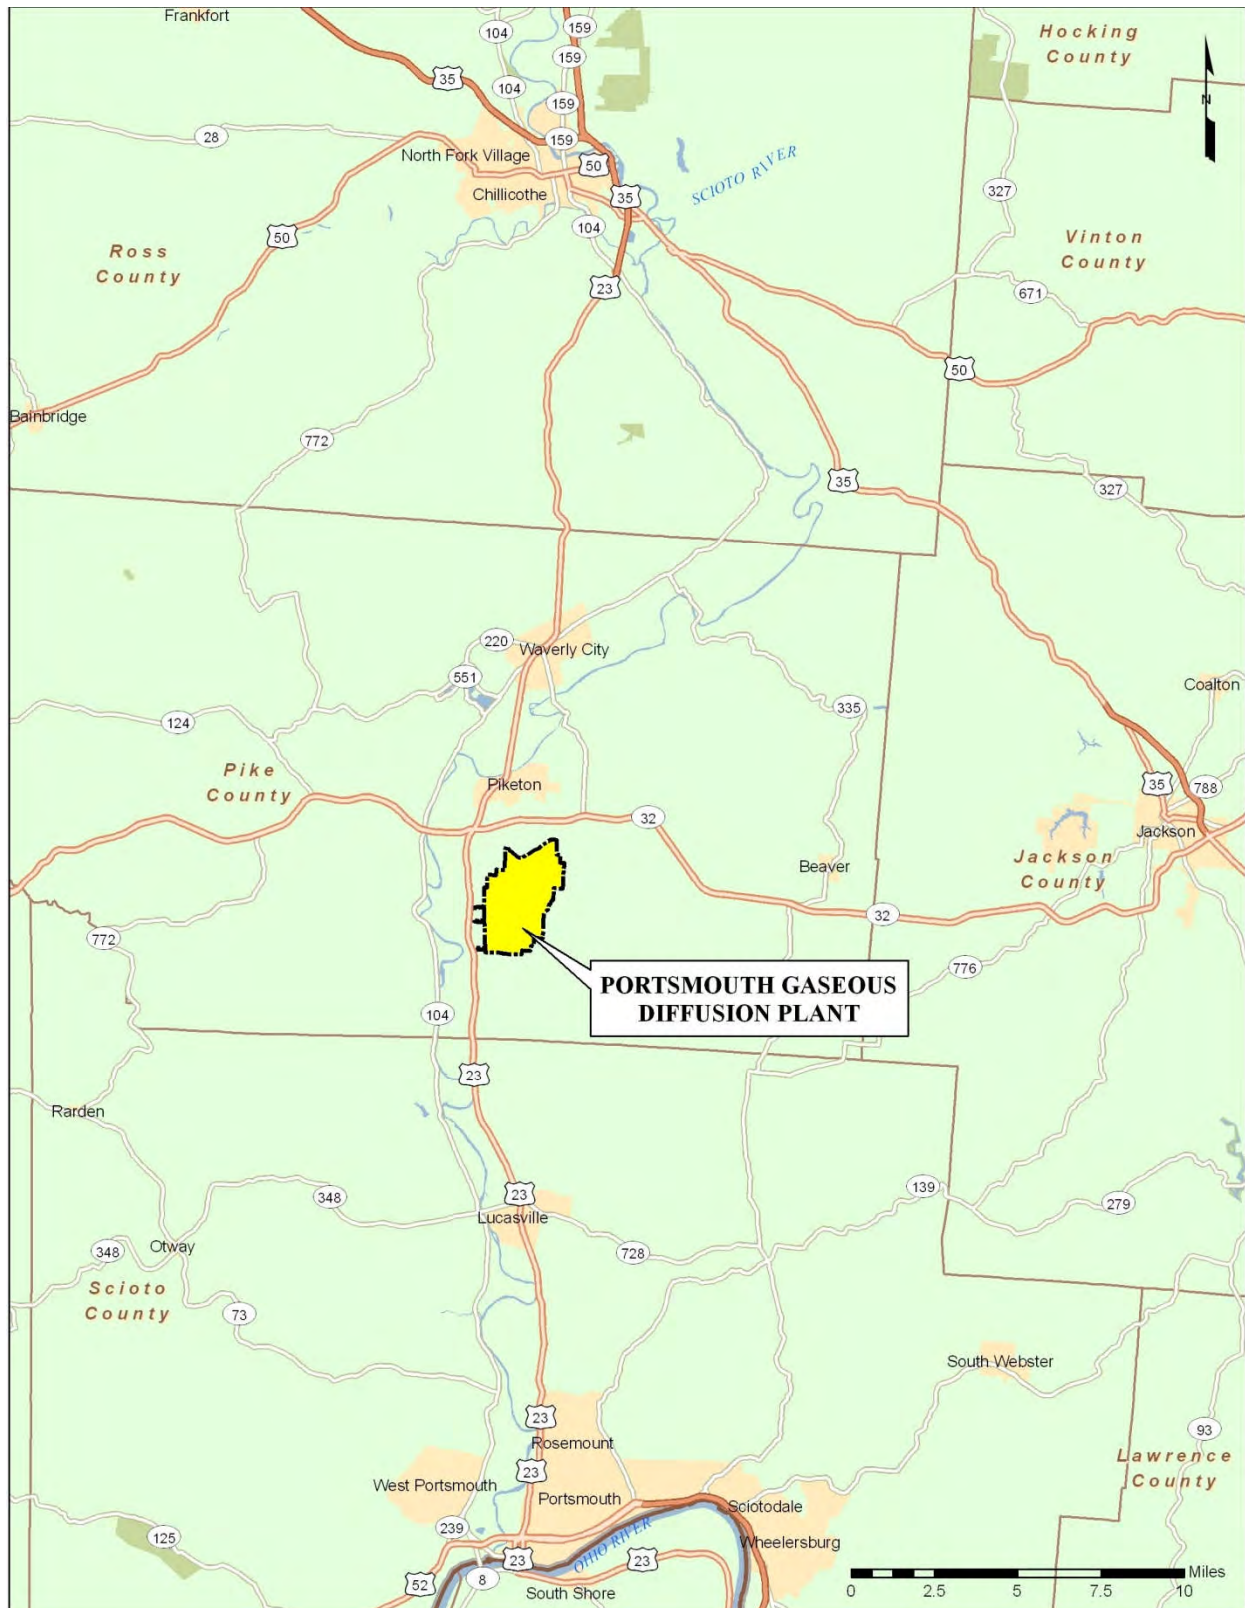 Frankfort
104
159
Hocking
County
159
35
104
159
N
28
159
North Fork Village
50
SCIOTO RIVER
Chillicothe
35
327
104
50
Ross
County
Vinton
County
23
671
50
Bainbridge
772
35
327
220
Waverly City
551
Coalton
335
124
Pike
County
Piketon
35
788
32
Jackson
Jackson
County
Beaver
32
772
776
PORTSMOUTH GASEOUS
DIFFUSION PLANT
104
23
Rarden
348
23
139
279
Lucasville
Otway
348
728
Scioto
County
73
South Webster
23
93
Rosemount
Lawrence
County
23
West Portsmouth
Portsmouth
Sciotodale
239
125
OHIO RIVER
Wheelersburg
23
23
Miles
52
8
South Shore
0 2.5 5 7.5 10